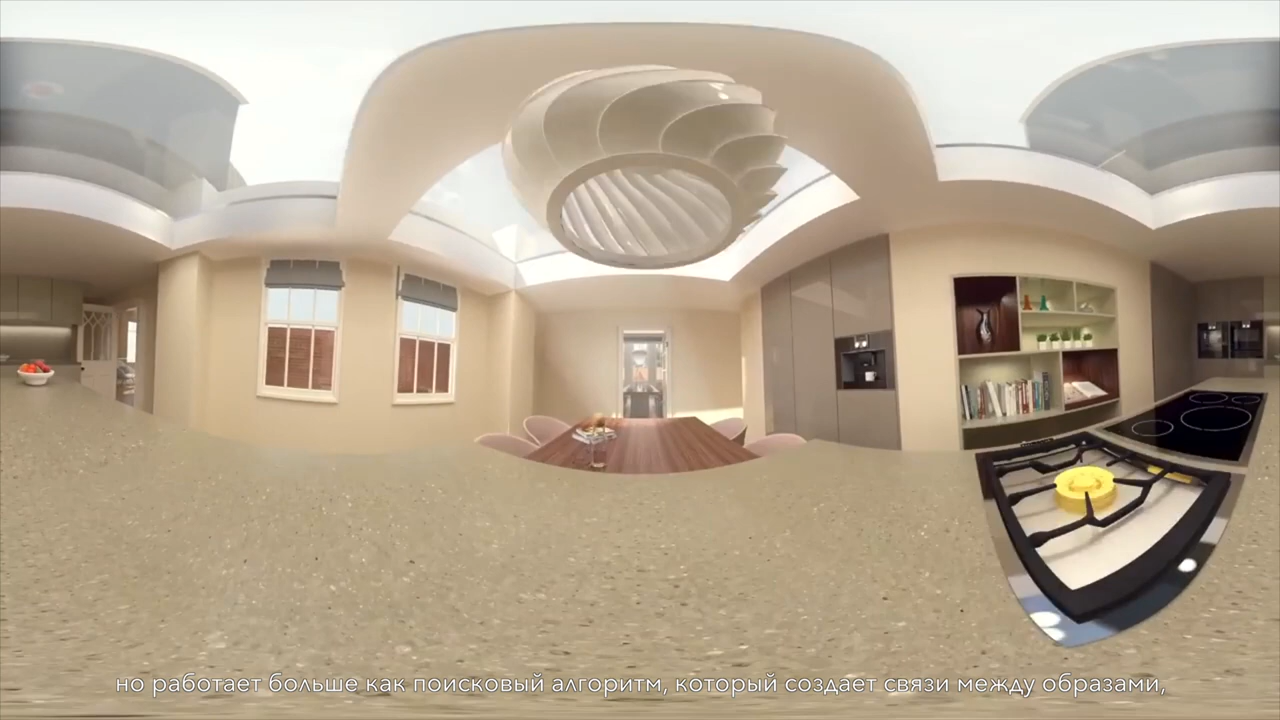 но работает больше как поисковый алгоритм, который создает связи между образами,